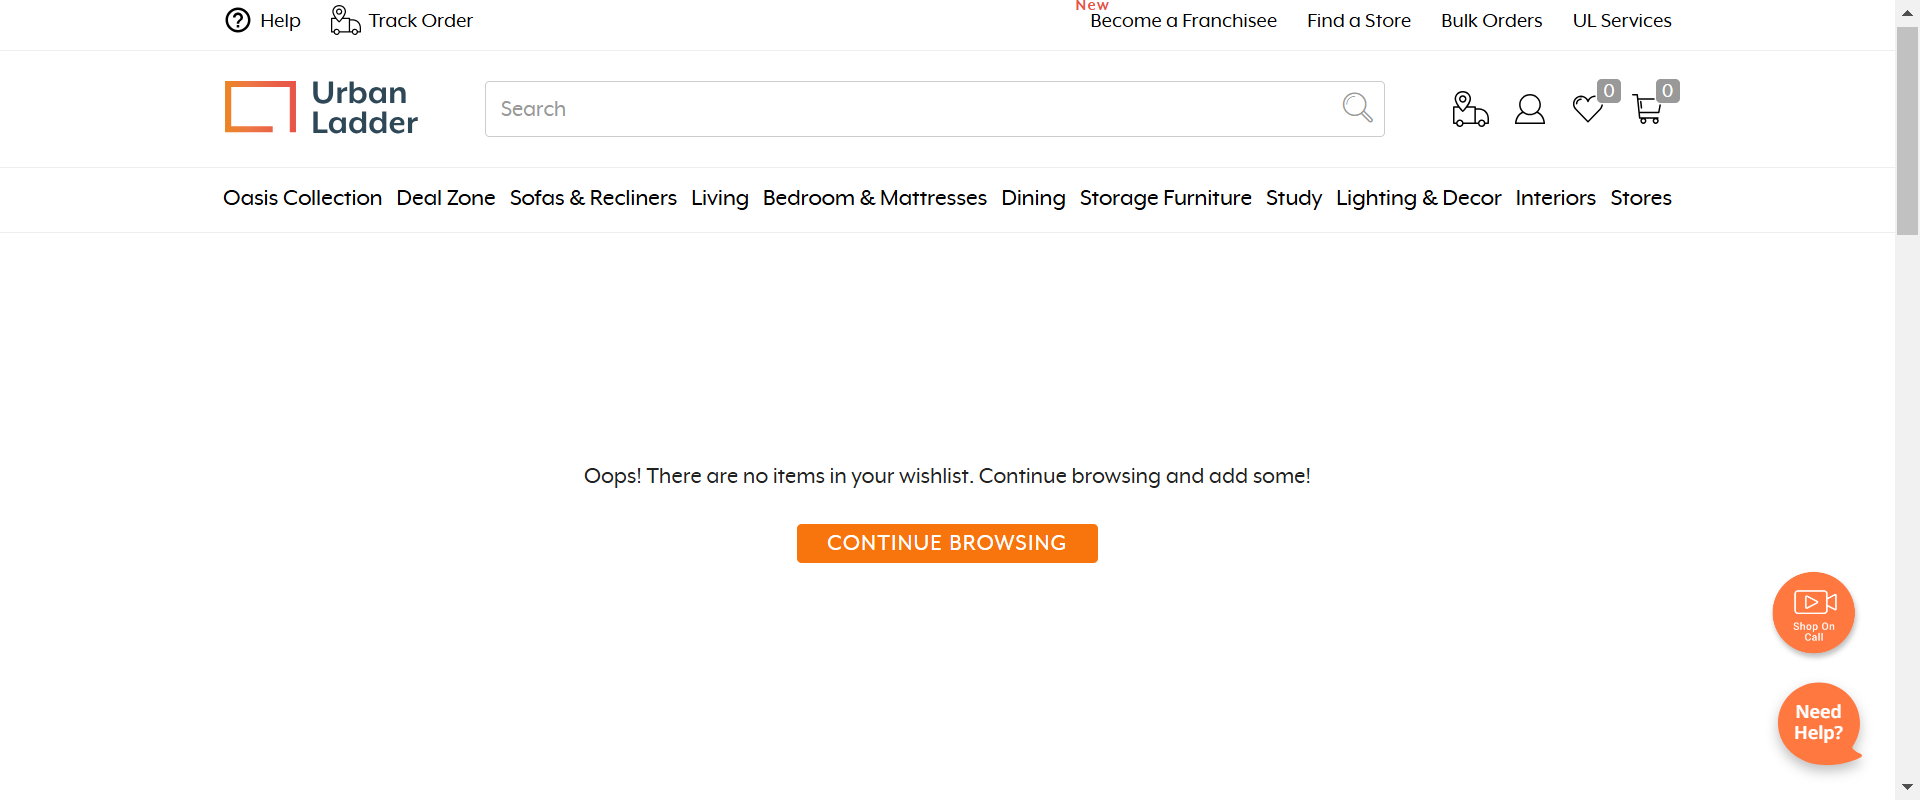 Help
Track Order
New
Become a Franchisee
Find a Store
Bulk Orders
UL Services
Urban
Ladder
Search
0
0
Oasis Collection
Deal Zone
Sofas & Recliners
Living
Bedroom & Mattresses
Dining
Storage Furniture
Study
Lighting & Decor
Interiors
Stores
Oops! There are no items in your wishlist. Continue browsing and add some!
CONTINUE BROWSING
Shop On
Call
Need
Help?